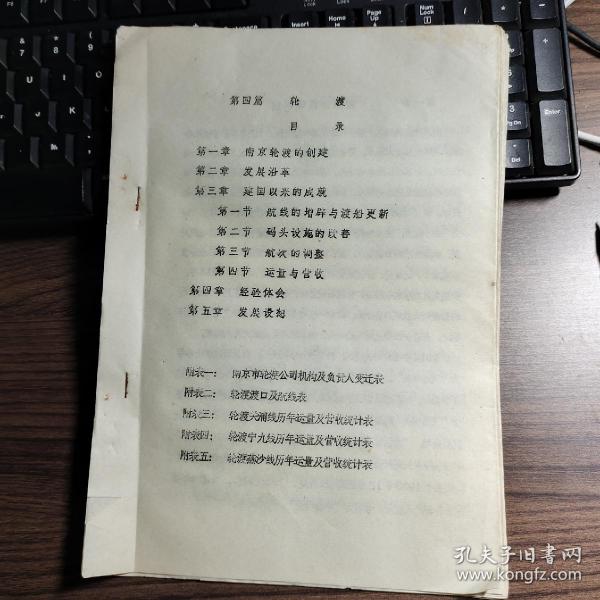 第四篇 轮 渡
目 录
第一章 南京轮渡的创建
第二章 发展沿革
第三章 建国以来的成就
第一节 航线的增辟与渡船更新
第二节 码头设施的改善
第三节 航次的调整
第四节 运量与营收
第四章 经验体会
第五章 发展设想
附表一: 南京市轮渡公司机构及负责人变迁表
附表二: 轮渡渡口及航线表
附表三: 轮渡关浦线历年运量及营收统计表
附表四: 轮渡宁九线历年运量及营收统计表
附表五: 轮渡燕沙线历年运量及营收统计表
孔夫子旧书网
www.kongfz.com
Insert
Home
Page Up
Num Lock
End